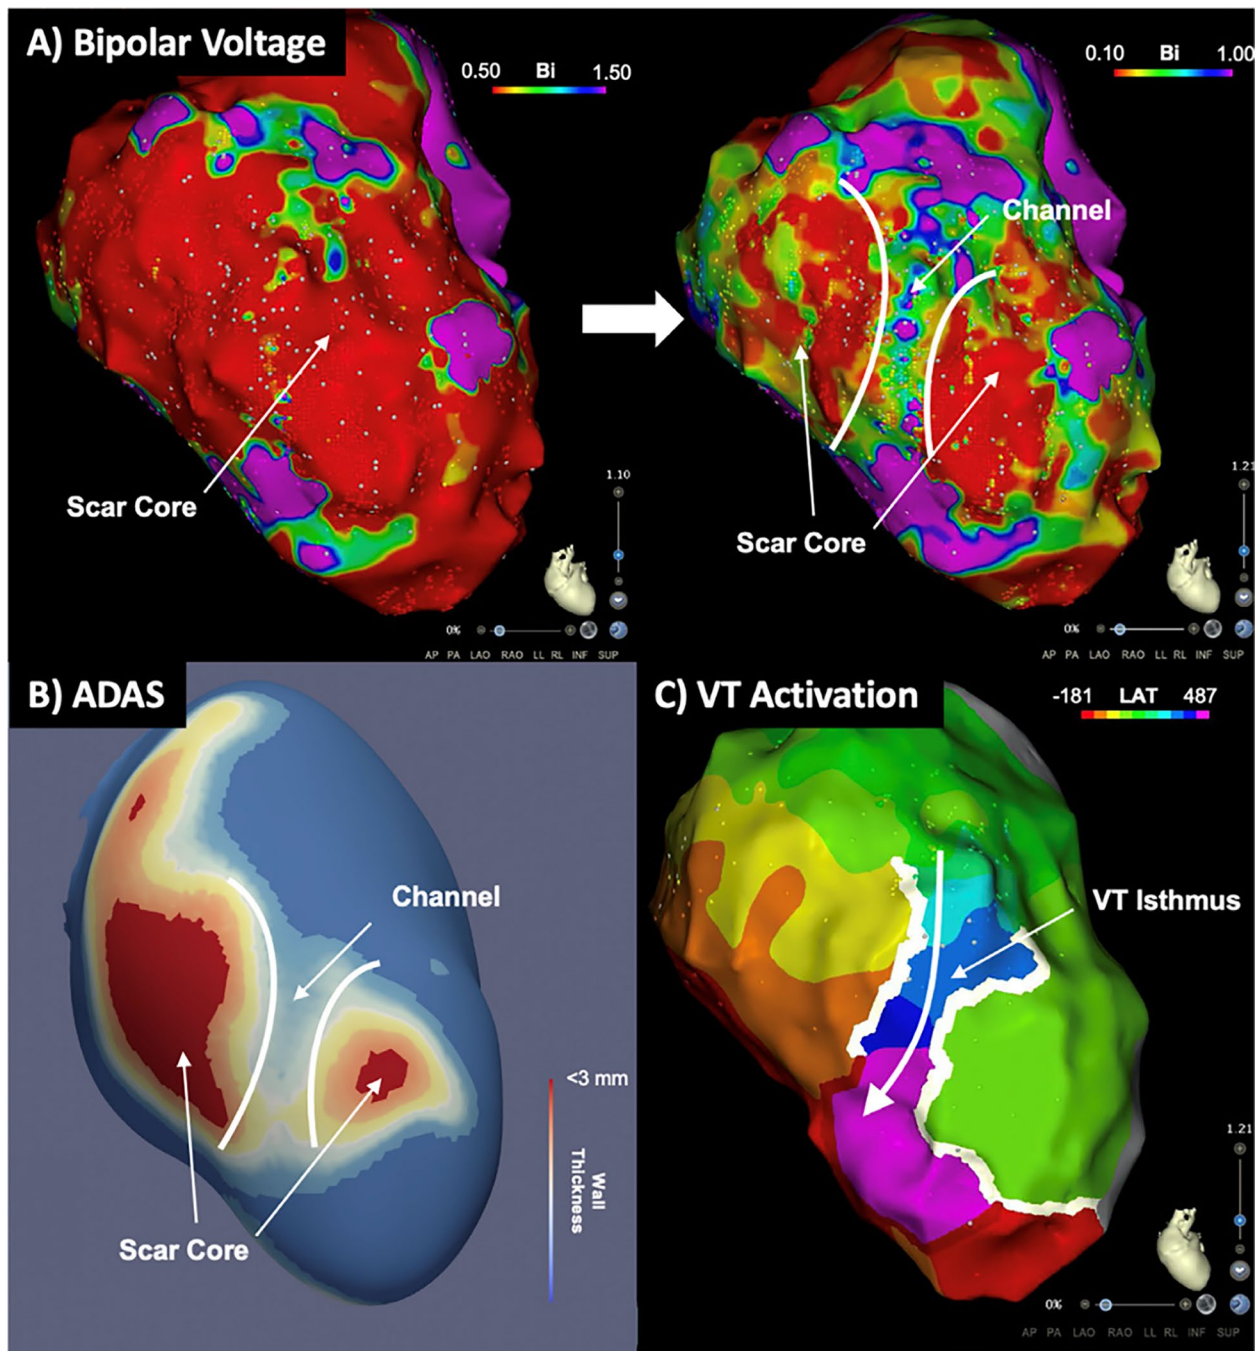 A) Bipolar Voltage
0.50 Bi 1.50
Scar Core
1.10
0%
AP PA LAO RAO LL RL INF SUP
0.10 Bi 1.00
Channel
Scar Core
1.21
0%
AP PA LAO RAO LL RL INF SUP
B) ADAS
Channel
<3 mm
Wall
Thickness
Scar Core
C) VT Activation
-181 LAT 487
VT Isthmus
1.21
0%
AP PA LAO RAO LL RL INF SUP